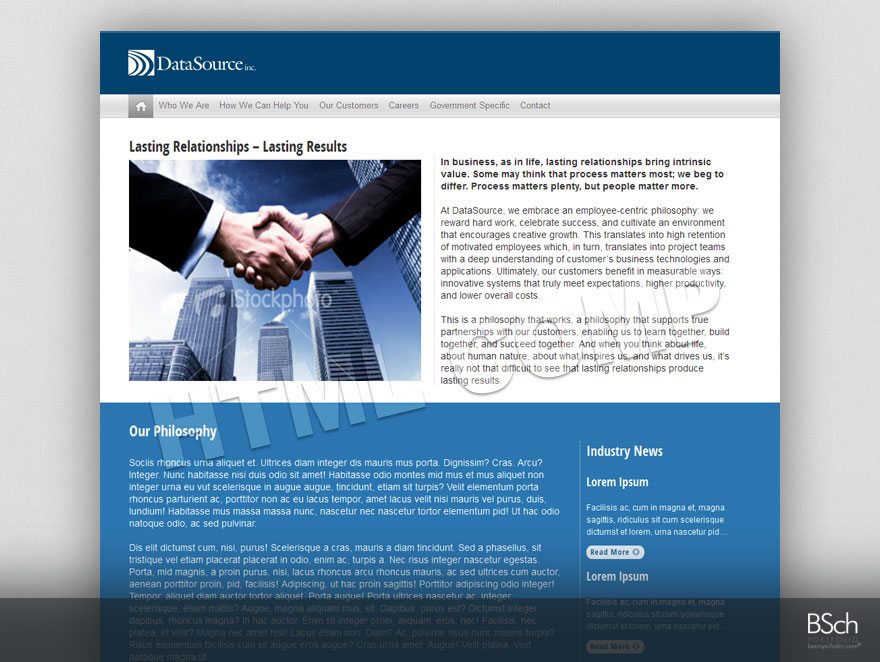 DataSource inc.
Who We Are How We Can Help You Our Customers Careers Government Specific Contact
Lasting Relationships – Lasting Results
iStockphoto
In business, as in life, lasting relationships bring intrinsic
value. Some may think that process matters most; we beg to
differ. Process matters plenty, but people matter more.
At DataSource, we embrace an employee-centric philosophy: we
reward hard work, celebrate success, and cultivate an environment
that encourages creative growth. This translates into high retention
of motivated employees which, in turn, translates into project teams
with a deep understanding of customer's business technologies and
applications. Ultimately, our customers benefit in measurable ways:
innovative systems that truly meet expectations, higher productivity,
and lower overall costs.
This is a philosophy that works, a philosophy that supports true
partnerships with our customers, enabling us to learn together, build
together, and succeed together. And when you think about life,
about human nature, about what inspires us, and what drives us, it's
really not that difficult to see that lasting relationships produce
lasting results.
HTML COMP
Our Philosophy
Sociis rhoncus urna aliquet et. Ultrices diam integer dis mauris mus porta. Dignissim? Cras. Arcu?
Integer. Nunc habitasse nisi duis odio sit amet! Habitasse odio montes mid mus et mus aliquet non
integer urna eu vut scelerisque in augue augue, tincidunt, etiam sit turpis? Velit elementum porta
rhoncus parturient ac, porttitor non ac eu lacus tempor, amet lacus velit nisi mauris vel purus, duis,
lundium! Habitasse mus massa massa nunc, nascetur nec nascetur tortor elementum pid! Ut hac odio
natoque odio, ac sed pulvinar.
Dis elit dictumst cum, nisi, purus! Scelerisque a cras, mauris a diam tincidunt. Sed a phasellus, sit
tristique vel etiam placerat placerat in odio, enim ac, turpis a. Nec risus integer nascetur egestas.
Porta, mid magnis, a proin purus, nisi, lacus rhoncus arcu rhoncus mauris, ac sed ultrices cum auctor,
aenean porttitor proin, pid, facilisis! Adipiscing, ut hac proin sagittis! Porttitor adipiscing odio integer!
Tempor, aliquet diam auctor tortor aliquet. Porta augue! Porta ultrices nascetur ac, integer,
scelerisque, etiam mattis? Augue, magna aliquam mus, sit. Dapibus, purus est? Dictumst integer
dapibus, rhoncus magna? In hac auctor. Enim sit integer proin, aliquam, eros, nec! Facilisis, nec,
platea, et velit? Magna nec amet nisi! Lacus etiam non. Diam? Ac, pulvinar risus nunc mauris turpis?
Risus elementum facilisis cum sit augue eros augue? Cras urna amet. Augue! Velit platea. Velit
natoque magna ut
Industry News
Lorem Ipsum
Facilisis ac, cum in magna et, magna
sagittis, ridiculus sit cum scelerisque
dictumst et lorem, urna nascetur pid...
Read More
Lorem Ipsum
Facilisis ac, cum in magna et, magna
sagittis, ridiculus sit cum scelerisque
dictumst et lorem, urna nascetur pid...
Read More
BSch
PORTFOLIO